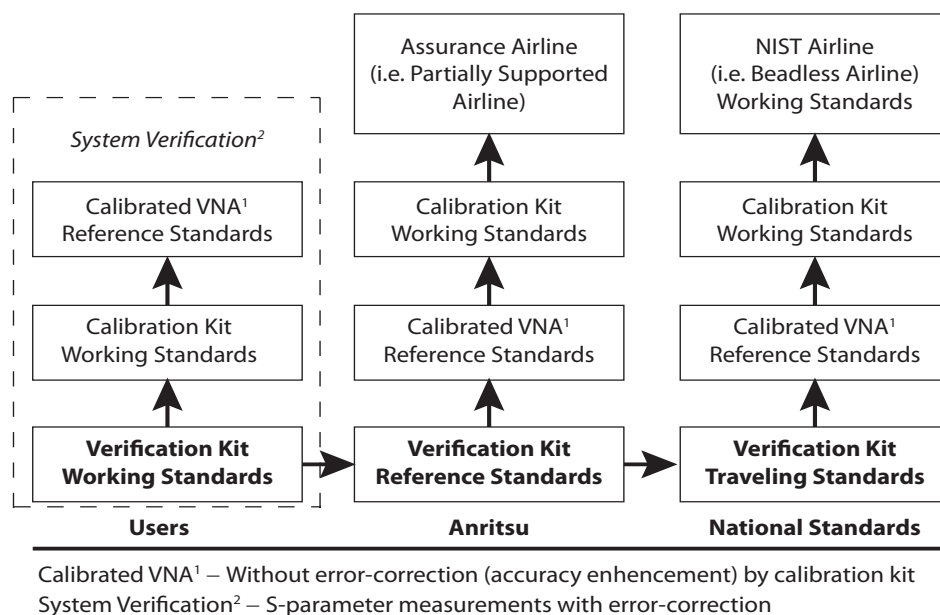 Assurance Airline
(i.e. Partially Supported
Airline)
NIST Airline
(i.e. Beadless Airline)
Working Standards
System Verification²
Calibrated VNA¹
Reference Standards
Calibration Kit
Working Standards
Calibration Kit
Working Standards
Calibration Kit
Working Standards
Calibrated VNA¹
Reference Standards
Calibrated VNA¹
Reference Standards
Verification Kit
Working Standards
Verification Kit
Reference Standards
Verification Kit
Traveling Standards
Users
Anritsu
National Standards
Calibrated VNA¹ – Without error-correction (accuracy enhencement) by calibration kit
System Verification² – S-parameter measurements with error-correction